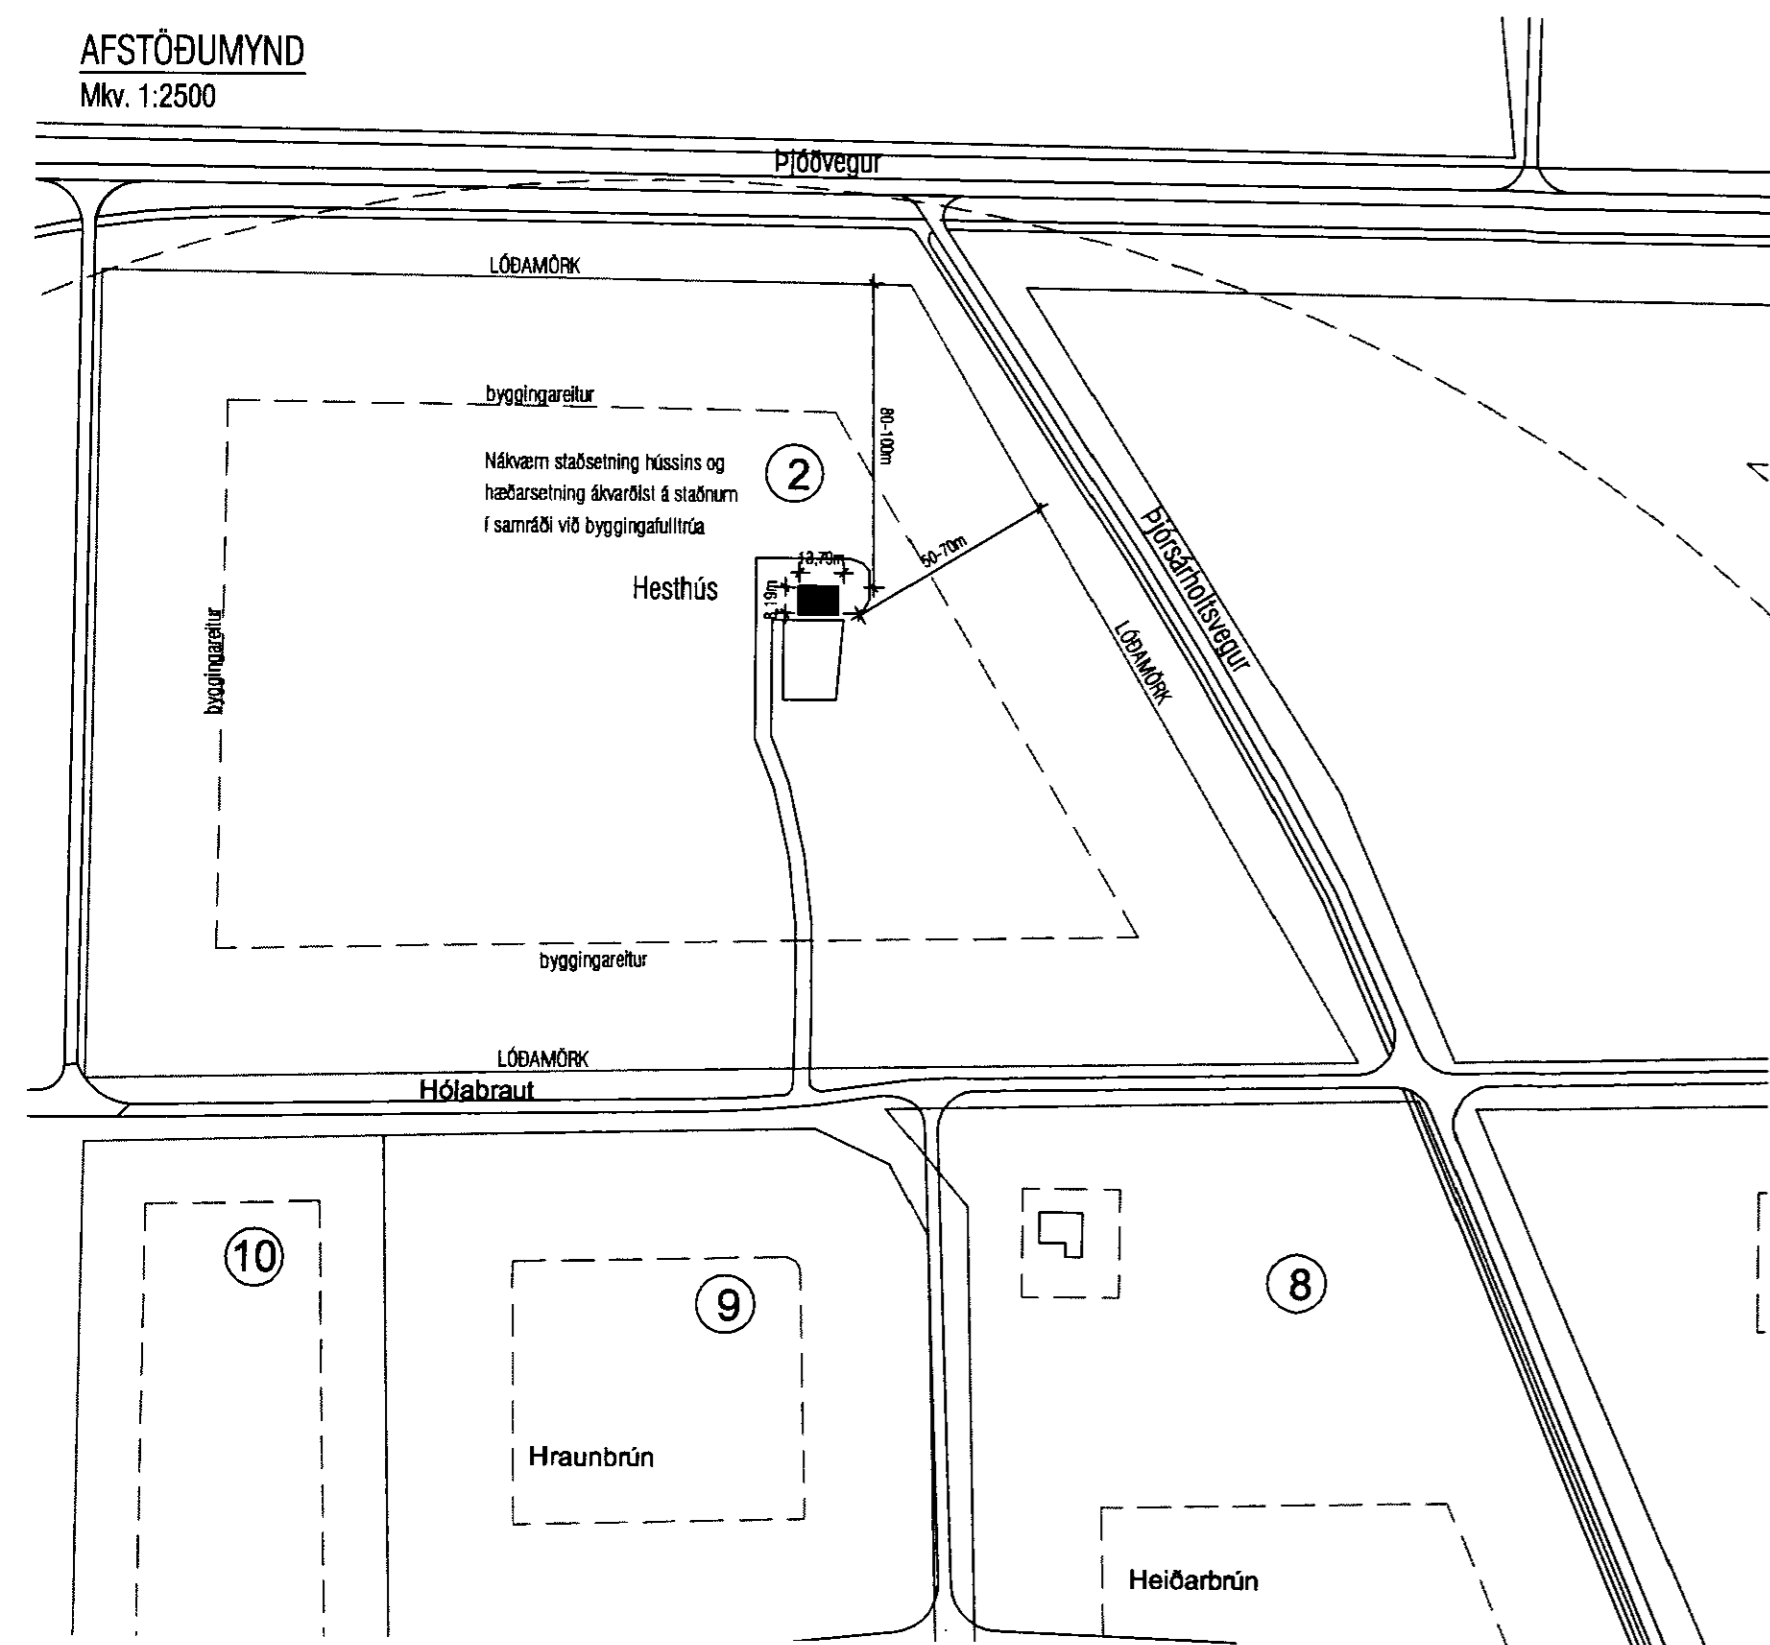 AFSTÖÐUMYND
Mkv. 1:2500
Þjóðvegur
LÓÐAMÖRK
byggingareitur
80-100m
Nákvæm staðsetning hússins og
hæðarsetning ákvarðist á staðnum
í samráði við byggingafulltrúa
2
Þjórsárholtsvegur
50-70m
13,79m
Hesthús
8,19m
byggingareitur
LÓÐAMÖRK
byggingareitur
LÓÐAMÖRK
Hólabraut
10
9
8
Hraunbrún
Heiðarbrún